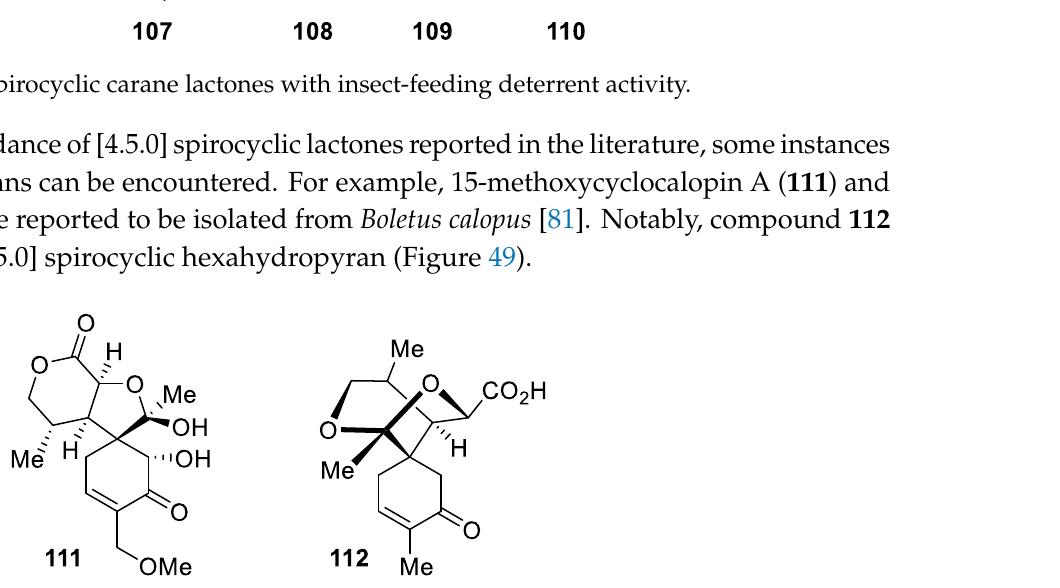 107 108 109 110
pirocyclic carane lactones with insect-feeding deterrent activity.
dance of [4.5.0] spirocyclic lactones reported in the literature, some instances
ns can be encountered. For example, 15-methoxycyclocalopin A (111) and
e reported to be isolated from Boletus calopus [81]. Notably, compound 112
5.0] spirocyclic hexahydropyran (Figure 49).
O
H
O
O
Me
OH
Me
H
OH
O
OMe
111
Me
O
CO2H
O
H
Me
O
Me
112